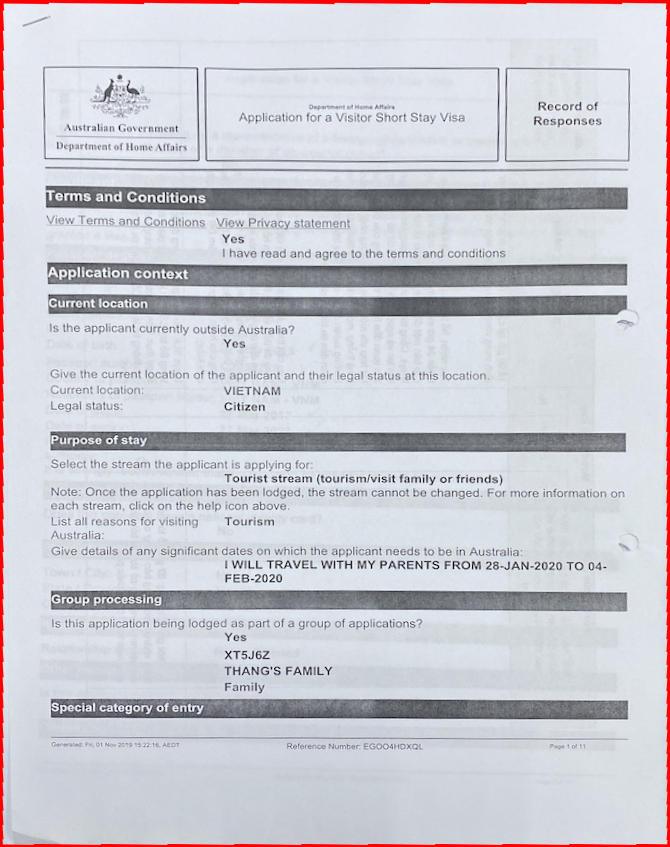 Australian Government
Department of Home Affairs
Department of Home Affairs
Application for a Visitor Short Stay Visa
Record of
Responses
Terms and Conditions
View Terms and Conditions View Privacy statement
Yes
I have read and agree to the terms and conditions
Application context
Current location
Is the applicant currently outside Australia?
Yes
Give the current location of the applicant and their legal status at this location.
Current location: VIETNAM
Legal status: Citizen
Purpose of stay
Select the stream the applicant is applying for:
Tourist stream (tourism/visit family or friends)
Note: Once the application has been lodged, the stream cannot be changed. For more information on
each stream, click on the help icon above.
List all reasons for visiting Tourism
Australia:
Give details of any significant dates on which the applicant needs to be in Australia:
I WILL TRAVEL WITH MY PARENTS FROM 28-JAN-2020 TO 04-
FEB-2020
Group processing
Is this application being lodged as part of a group of applications?
Yes
XT5J6Z
THANG'S FAMILY
Family
Special category of entry
Generated: Fri, 01 Nov 2019 15:22:16, AEDT Reference Number: EGOO4HDXQL Page 1 of 11